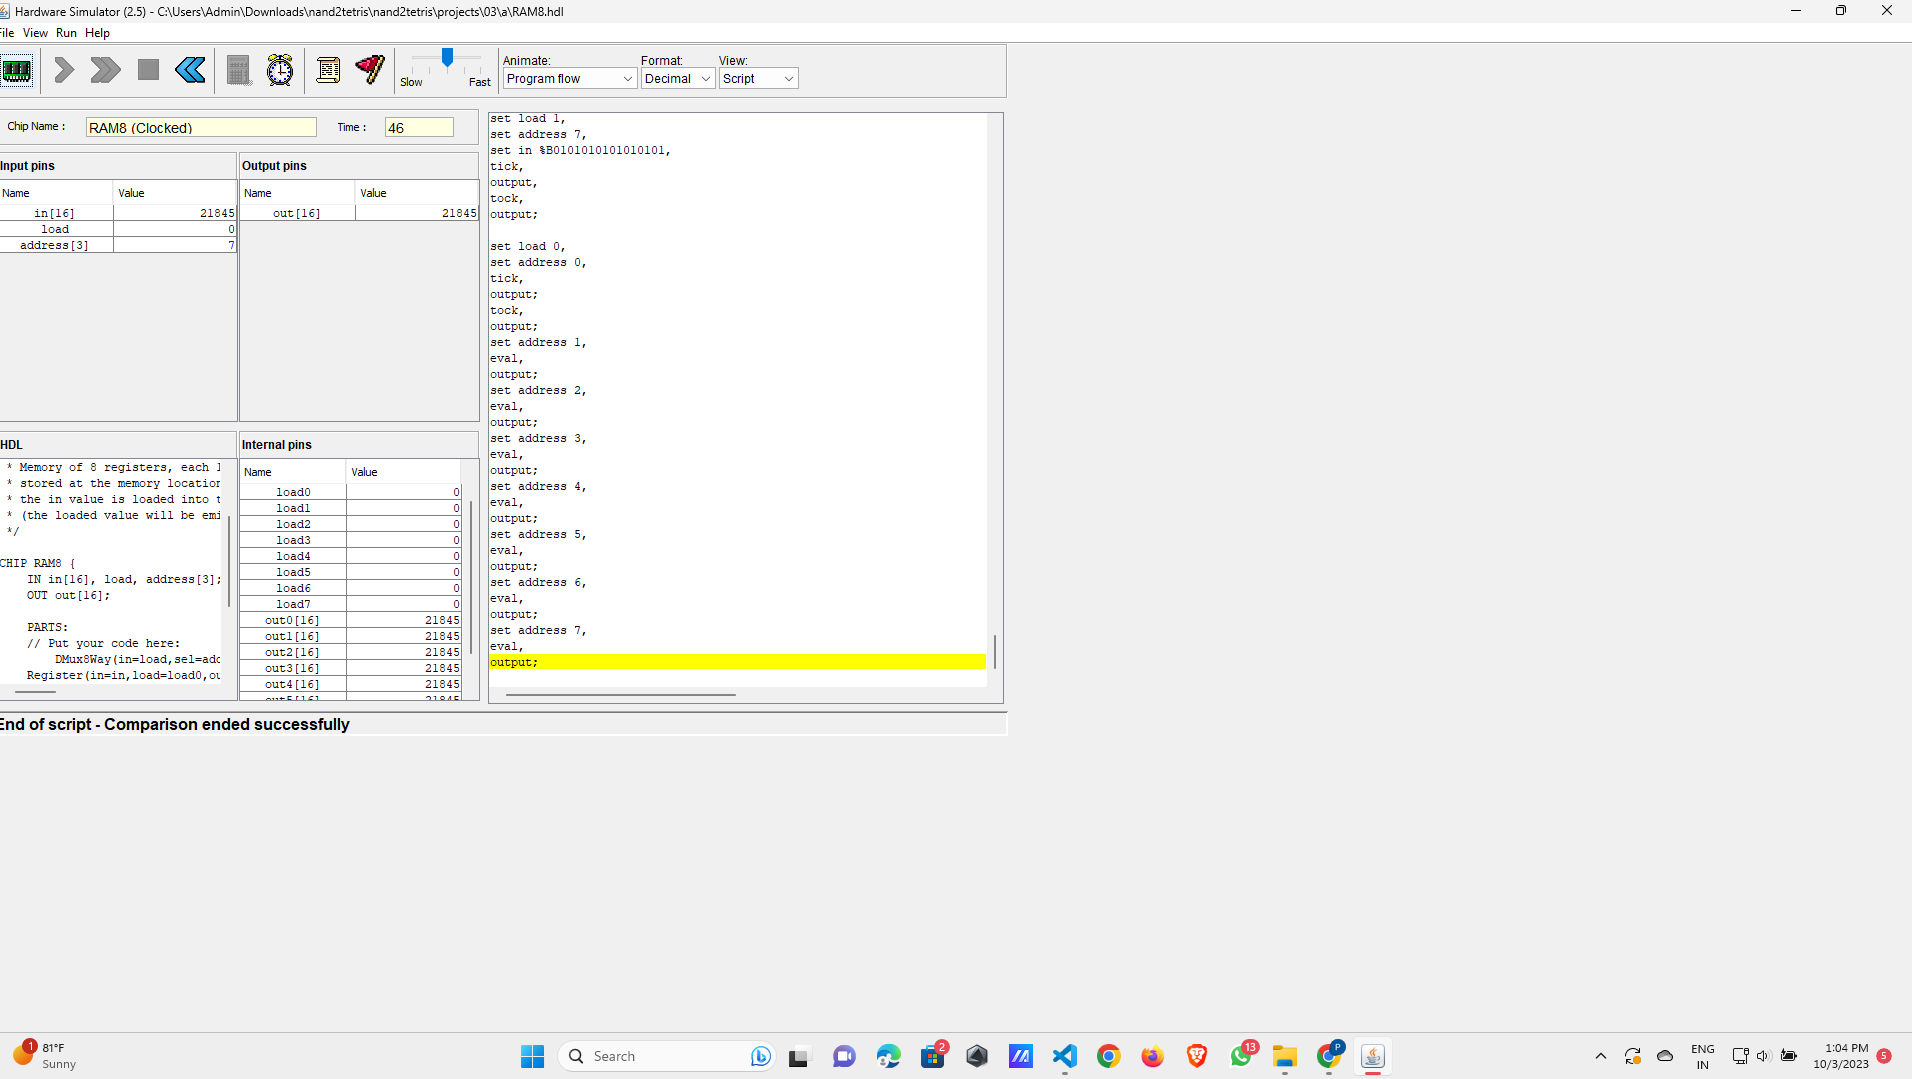 Hardware Simulator (2.5) - C:\Users\Admin\Downloads\nand2tetris\nand2tetris\projects\03\a\RAM8.hdl
File View Run Help
Slow Fast
Animate: Format: View:
Program flow Decimal Script
Chip Name : RAM8 (Clocked) Time : 46
Input pins
Name Value
in[16] 21845
load 0
address[3] 7
Output pins
Name Value
out[16] 21845
HDL
* Memory of 8 registers, each
* stored at the memory location
* the in value is loaded into
* (the loaded value will be
*/
CHIP RAM8 {
IN in[16], load, address[3];
OUT out[16];
PARTS:
// Put your code here:
DMux8Way(in=load,sel=add
Register(in=in,load=load0,ou
Internal pins
Name Value
load0 0
load1 0
load2 0
load3 0
load4 0
load5 0
load6 0
load7 0
out0[16] 21845
out1[16] 21845
out2[16] 21845
out3[16] 21845
out4[16] 21845
out5[16] 21845
set load 1,
set address 7,
set in %B0101010101010101,
tick,
output,
tock,
output;
set load 0,
set address 0,
tick,
output;
tock,
output;
set address 1,
eval,
output;
set address 2,
eval,
output;
set address 3,
eval,
output;
set address 4,
eval,
output;
set address 5,
eval,
output;
set address 6,
eval,
output;
set address 7,
eval,
output;
End of script - Comparison ended successfully
1
81°F
Sunny
Search
2
13
P
ENG
IN
1:04 PM
10/3/2023
5